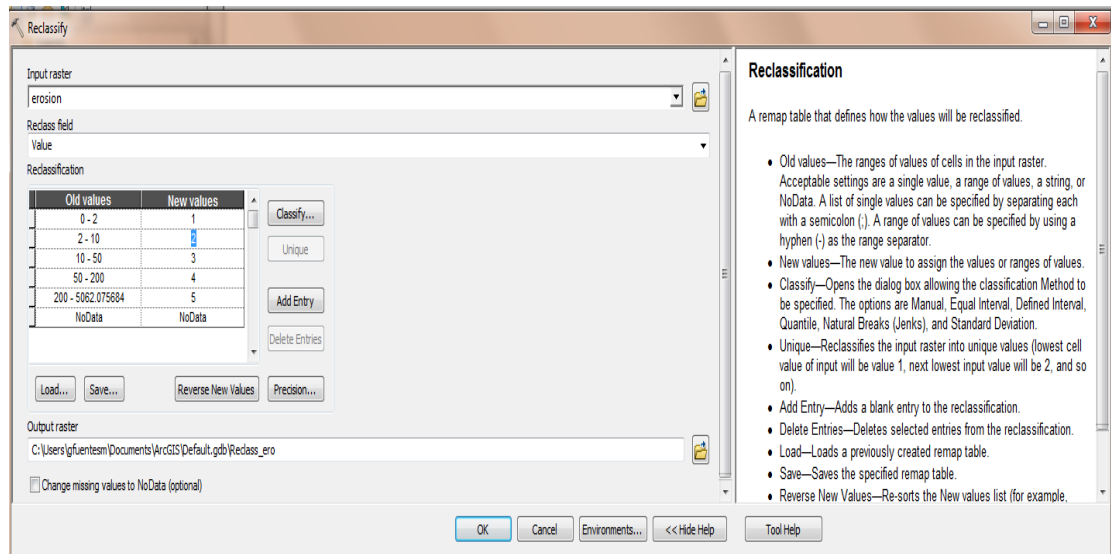 Reclassify
Input raster
erosion
Reclass field
Value
Reclassification
Old values New values
0 - 2 1
2 - 10 2
10 - 50 3
50 - 200 4
200 - 5062.075684 5
NoData NoData
Classify...
Unique
Add Entry
Delete Entries
Load... Save... Reverse New Values Precision...
Output raster
C:\Users\gfuentesm\Documents\ArcGIS\Default.gdb\Reclass_ero
Change missing values to NoData (optional)
OK Cancel Environments... << Hide Help Tool Help
Reclassification
A remap table that defines how the values will be reclassified.
• Old values—The ranges of values of cells in the input raster.
Acceptable settings are a single value, a range of values, a string, or
NoData. A list of single values can be specified by separating each
with a semicolon (;). A range of values can be specified by using a
hyphen (-) as the range separator.
• New values—The new value to assign the values or ranges of values.
• Classify—Opens the dialog box allowing the classification Method to
be specified. The options are Manual, Equal Interval, Defined Interval,
Quantile, Natural Breaks (Jenks), and Standard Deviation.
• Unique—Reclassifies the input raster into unique values (lowest cell
value of input will be value 1, next lowest input value will be 2, and so
on).
• Add Entry—Adds a blank entry to the reclassification.
• Delete Entries—Deletes selected entries from the reclassification.
• Load—Loads a previously created remap table.
• Save—Saves the specified remap table.
• Reverse New Values—Re-sorts the New values list (for example,